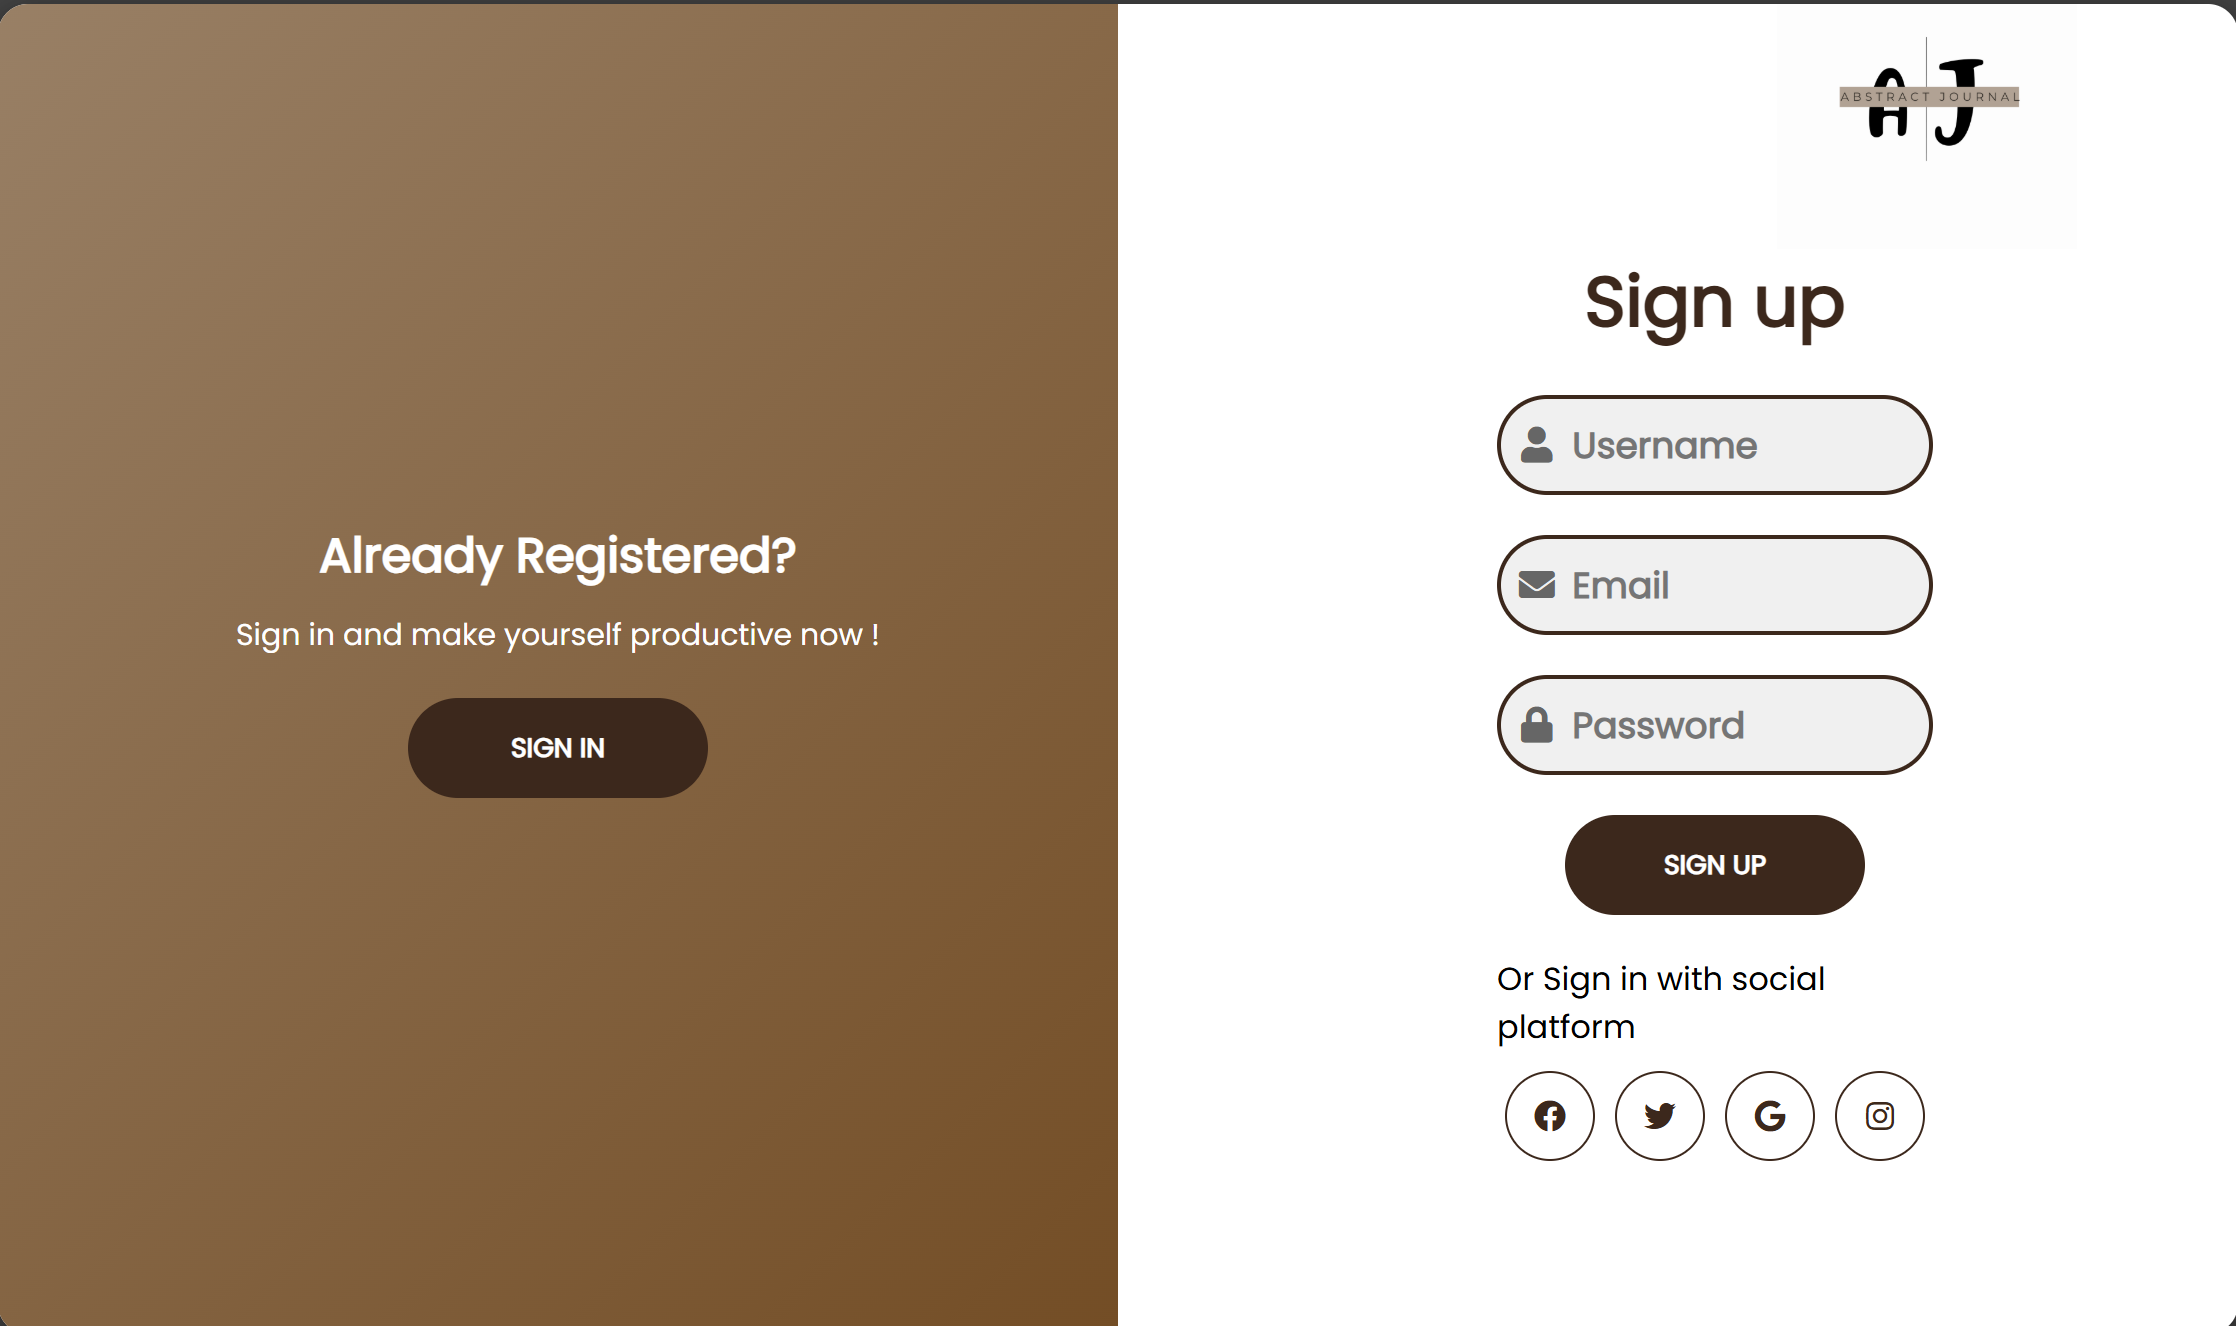 Already Registered?
Sign in and make yourself productive now !
SIGN IN
A J
ABSTRACT JOURNAL
Sign up
Username
Email
Password
SIGN UP
Or Sign in with social
platform